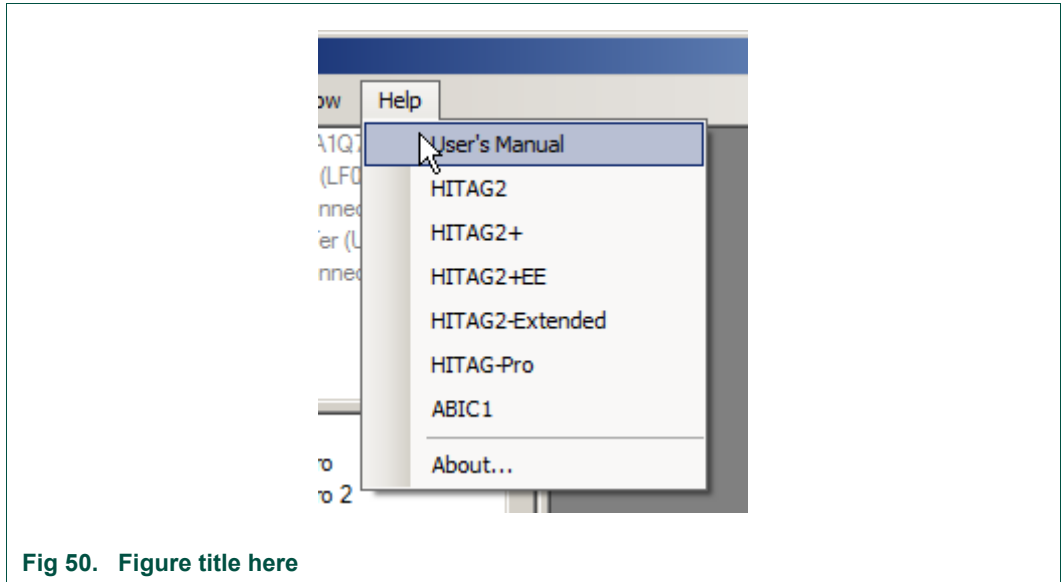 Help
User's Manual
HITAG2
HITAG2+
HITAG2+EE
HITAG2-Extended
HITAG-Pro
ABIC1
About...
Fig 50. Figure title here